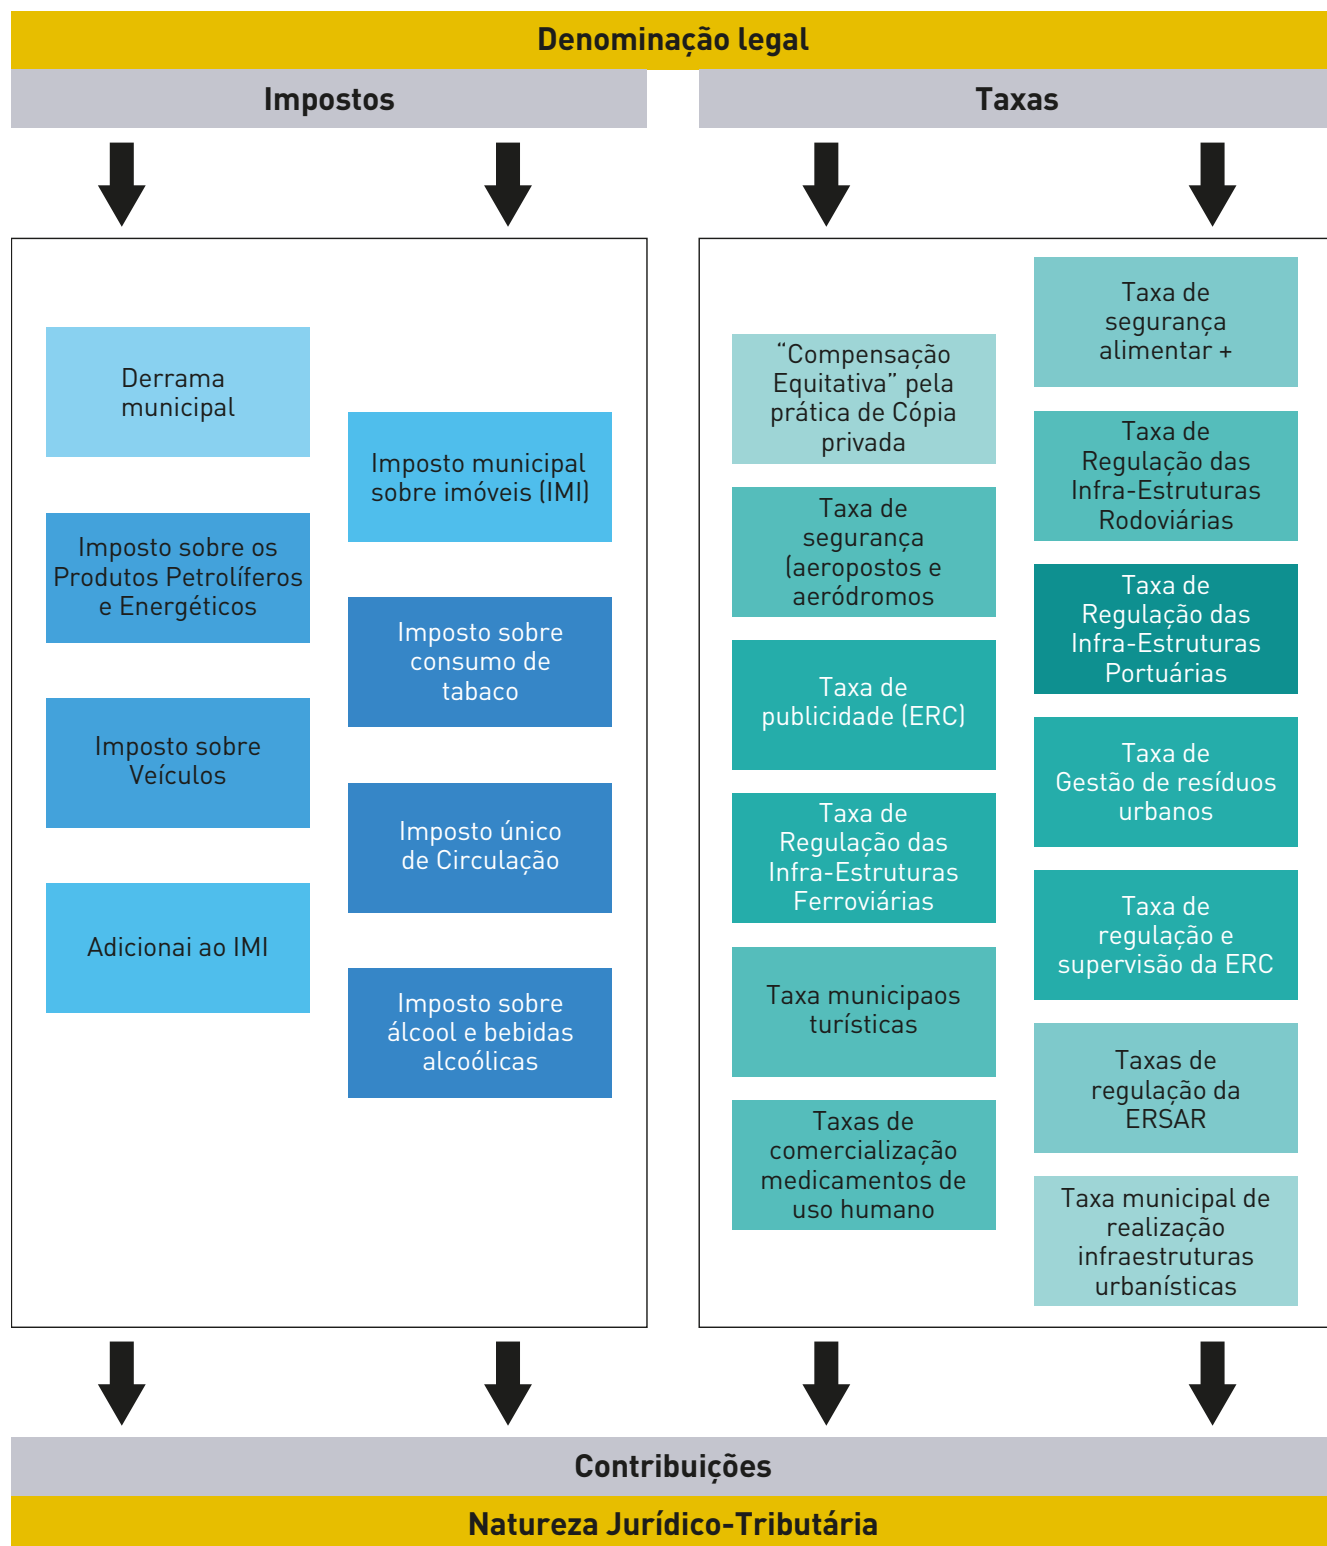 Denominação legal
Impostos
Taxas
Derrama
municipal
Imposto sobre os
Produtos Petrolíferos
e Energéticos
Imposto sobre
Veículos
Adicionai ao IMI
Imposto municipal
sobre imóveis (IMI)
Imposto sobre
consumo de
tabaco
Imposto único
de Circulação
Imposto sobre
álcool e bebidas
alcoólicas
“Compensação
Equitativa” pela
prática de Cópia
privada
Taxa de
segurança
(aeropostos e
aeródromos
Taxa de
publicidade (ERC)
Taxa de
Regulação das
Infra-Estruturas
Ferroviárias
Taxa municipaos
turísticas
Taxas de
comercialização
medicamentos de
uso humano
Taxa de
segurança
alimentar +
Taxa de
Regulação das
Infra-Estruturas
Rodoviárias
Taxa de
Regulação das
Infra-Estruturas
Portuárias
Taxa de
Gestão de resíduos
urbanos
Taxa de
regulação e
supervisão da ERC
Taxas de
regulação da
ERSAR
Taxa municipal de
realização
infraestruturas
urbanísticas
Contribuições
Natureza Jurídico-Tributária